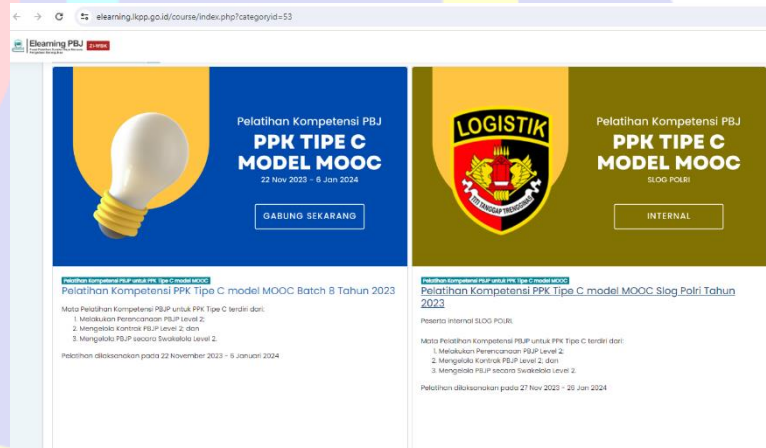 elearning.lkpp.go.id/course/index.php?categoryid=53
Elearning PBJ
ZI-WBK
Pelatihan Kompetensi PBJ
PPK TIPE C
MODEL MOOC
22 Nov 2023 - 6 Jan 2024
GABUNG SEKARANG
Pelatihan Kompetensi PBJP untuk PPK Tipe C model MOOC
Pelatihan Kompetensi PPK Tipe C model MOOC Batch B Tahun 2023
Mata Pelatihan Kompetensi PBJP untuk PPK Tipe C terdiri dari:
1. Melakukan Perencanaan PBJP Level 2;
2. Mengelola Kontrak PBJP Level 2; dan
3. Mengelola PBJP secara Swakelola Level 2.
Pelatihan dilaksanakan pada 22 November 2023 - 6 Januari 2024
LOGISTIK
TITI TANGGAP TRENGGINAS
Pelatihan Kompetensi PBJ
PPK TIPE C
MODEL MOOC
SLOG POLRI
INTERNAL
Pelatihan Kompetensi PBJP untuk PPK Tipe C model MOOC
Pelatihan Kompetensi PPK Tipe C model MOOC Slog Polri Tahun
2023
Peserta internal SLOG POLRI.
Mata Pelatihan Kompetensi PBJP untuk PPK Tipe C terdiri dari:
1. Melakukan Perencanaan PBJP Level 2;
2. Mengelola Kontrak PBJP Level 2; dan
3. Mengelola PBJP secara Swakelola Level 2.
Pelatihan dilaksanakan pada 27 Nov 2023 - 26 Jan 2024